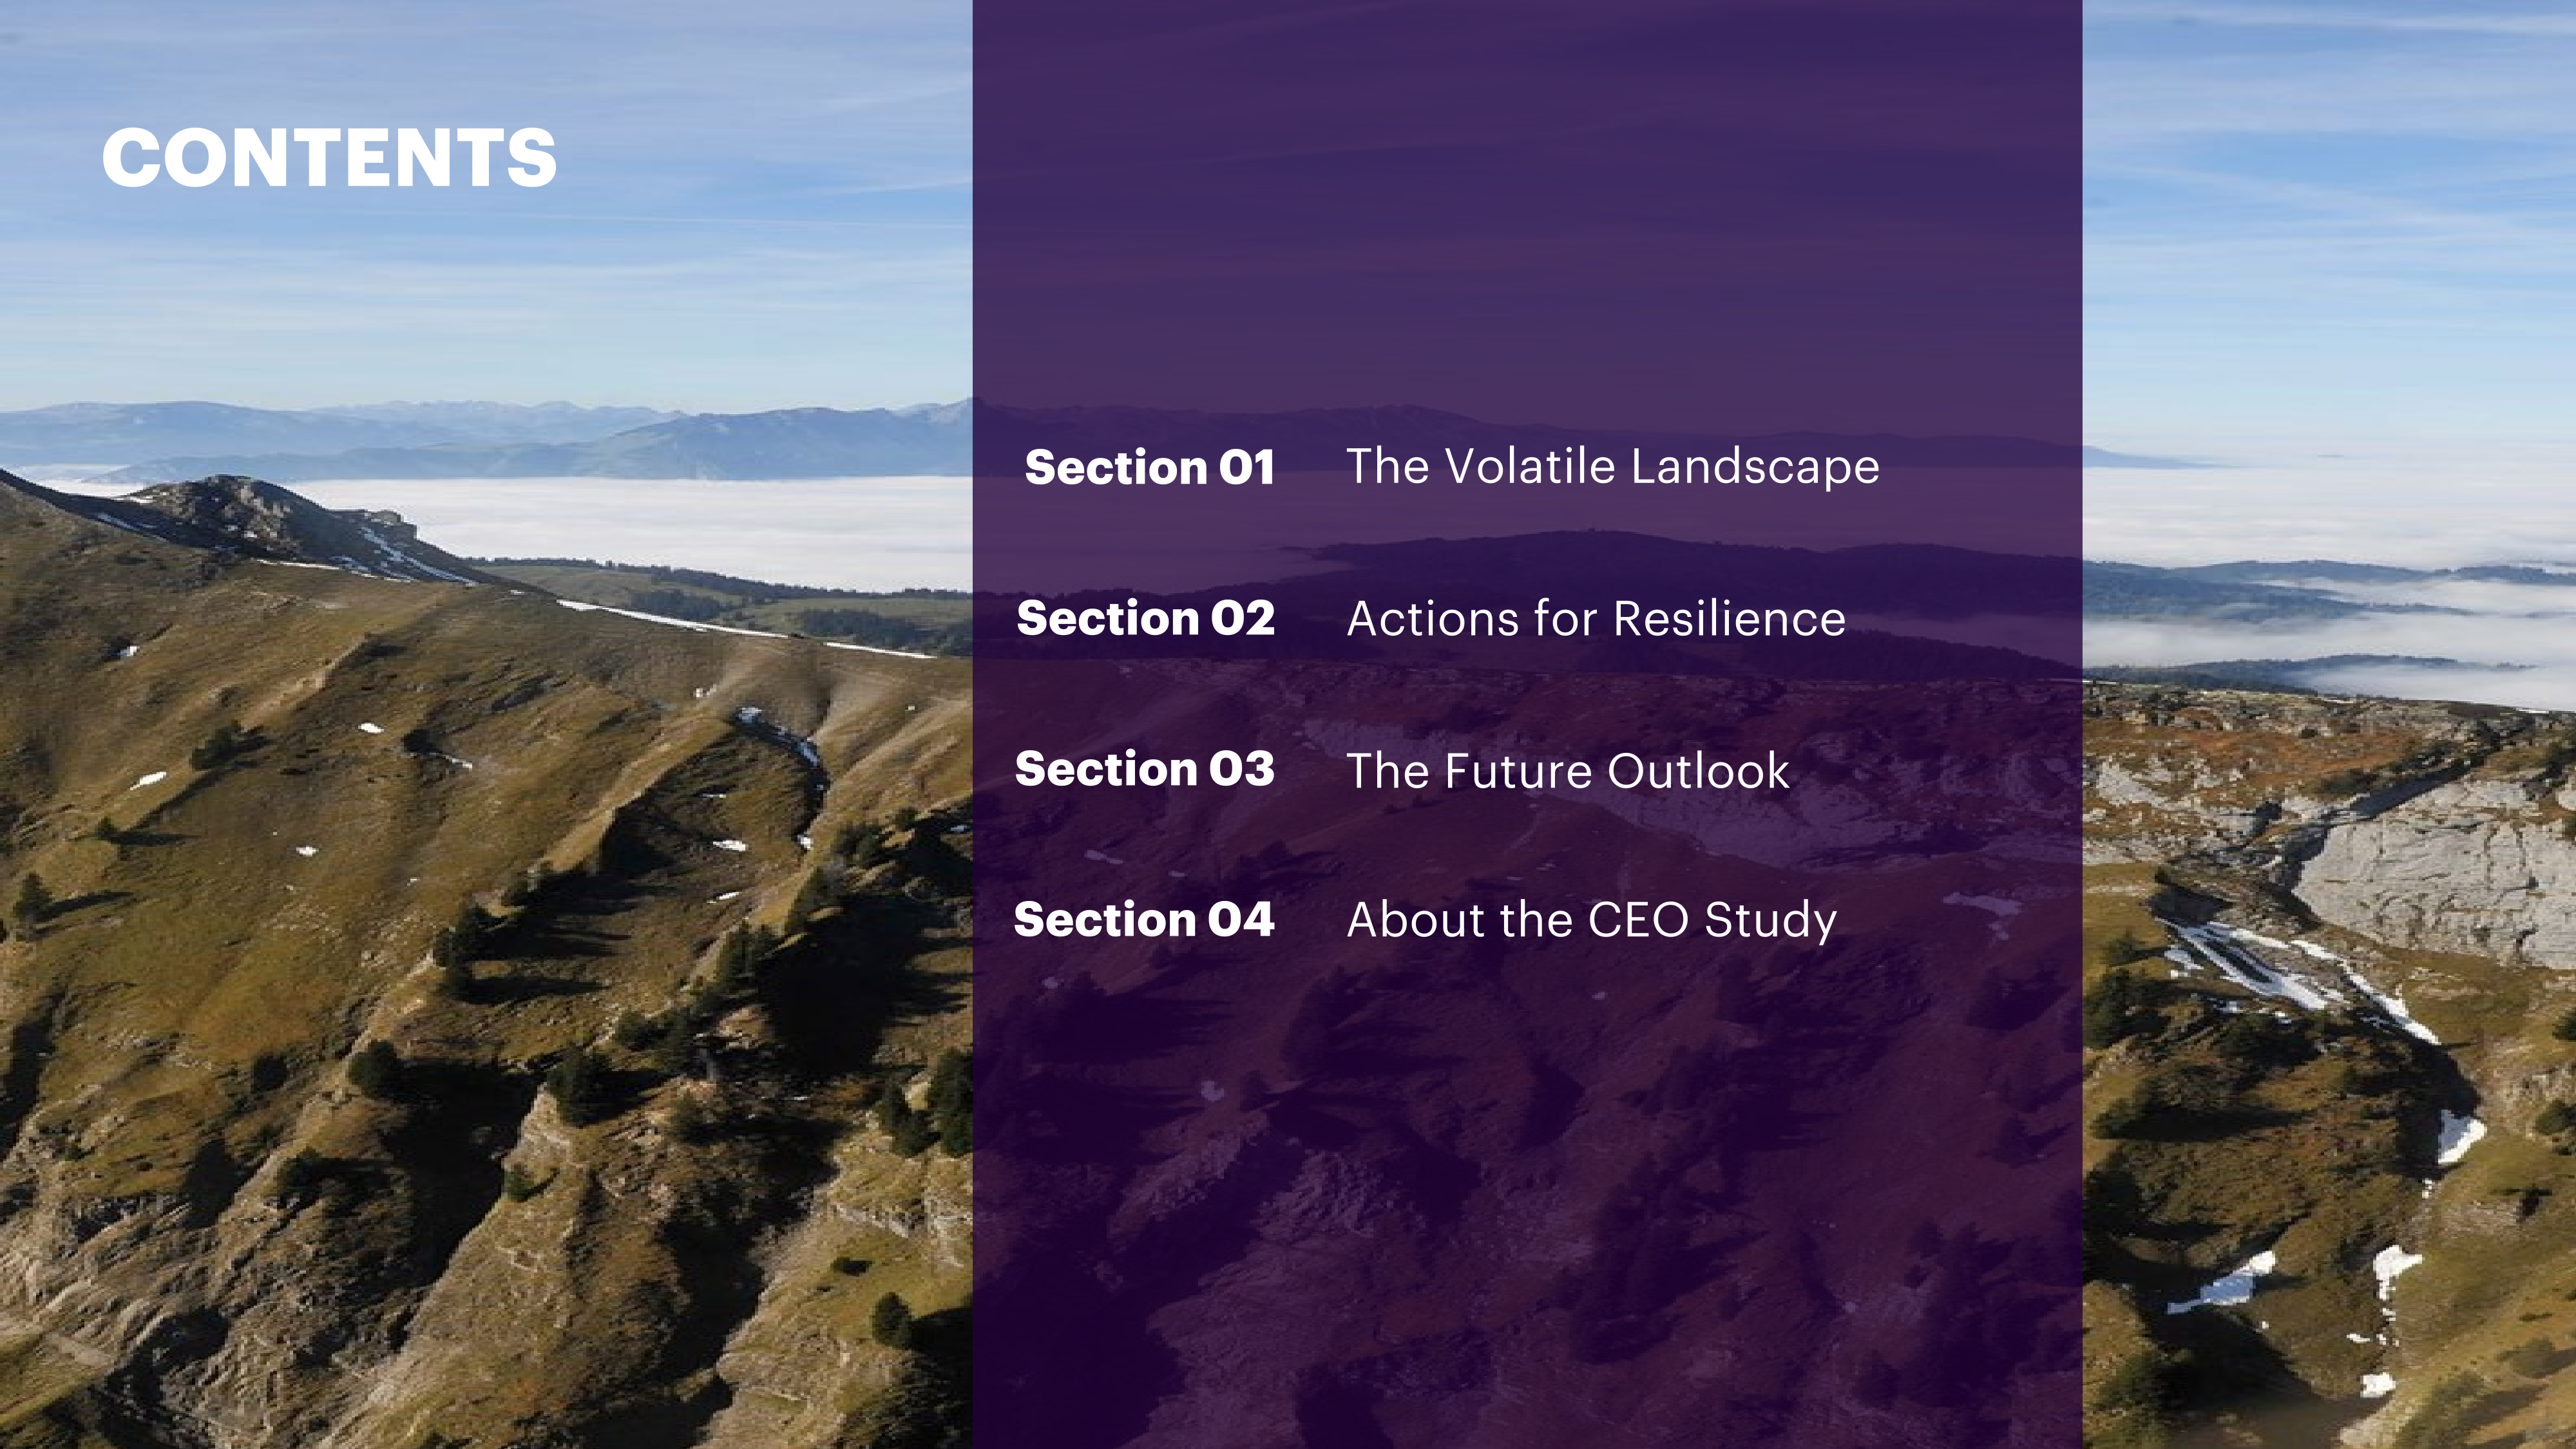 CONTENTS
Section 01 The Volatile Landscape
Section 02 Actions for Resilience
Section 03 The Future Outlook
Section 04 About the CEO Study